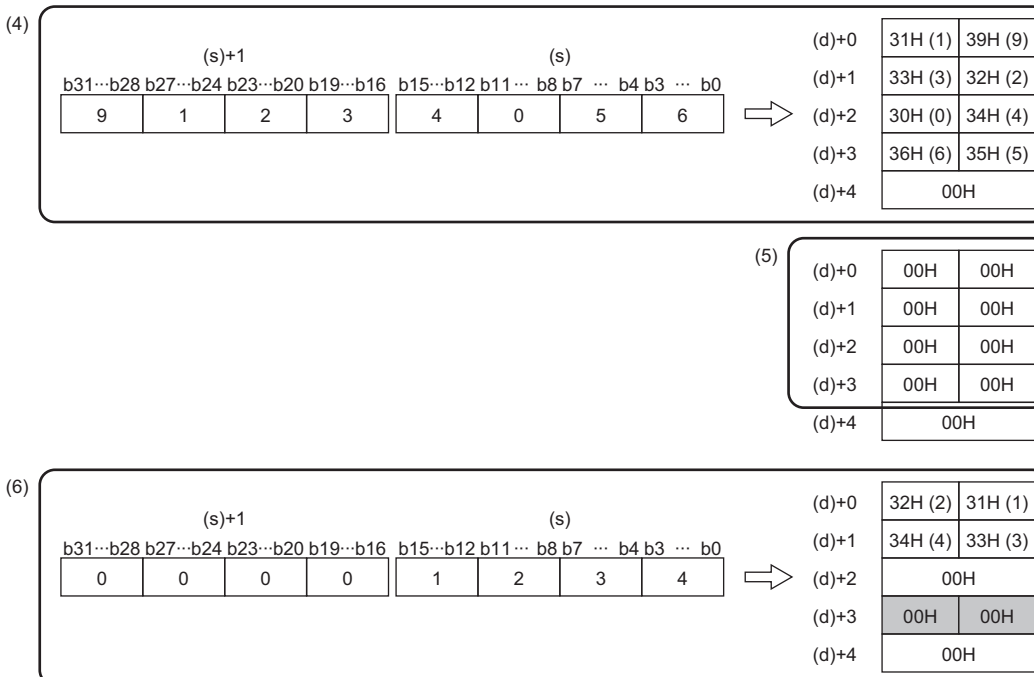 (4)
(s)+1 (s)
b31···b28 b27···b24 b23···b20 b19···b16 b15···b12 b11 ··· b8 b7 ··· b4 b3 ··· b0
9 1 2 3 4 0 5 6
(d)+0 31H (1) 39H (9)
(d)+1 33H (3) 32H (2)
(d)+2 30H (0) 34H (4)
(d)+3 36H (6) 35H (5)
(d)+4 00H
(5)
(d)+0 00H 00H
(d)+1 00H 00H
(d)+2 00H 00H
(d)+3 00H 00H
(d)+4 00H
(6)
(s)+1 (s)
b31···b28 b27···b24 b23···b20 b19···b16 b15···b12 b11 ··· b8 b7 ··· b4 b3 ··· b0
0 0 0 0 1 2 3 4
(d)+0 32H (2) 31H (1)
(d)+1 34H (4) 33H (3)
(d)+2 00H
(d)+3 00H 00H
(d)+4 00H